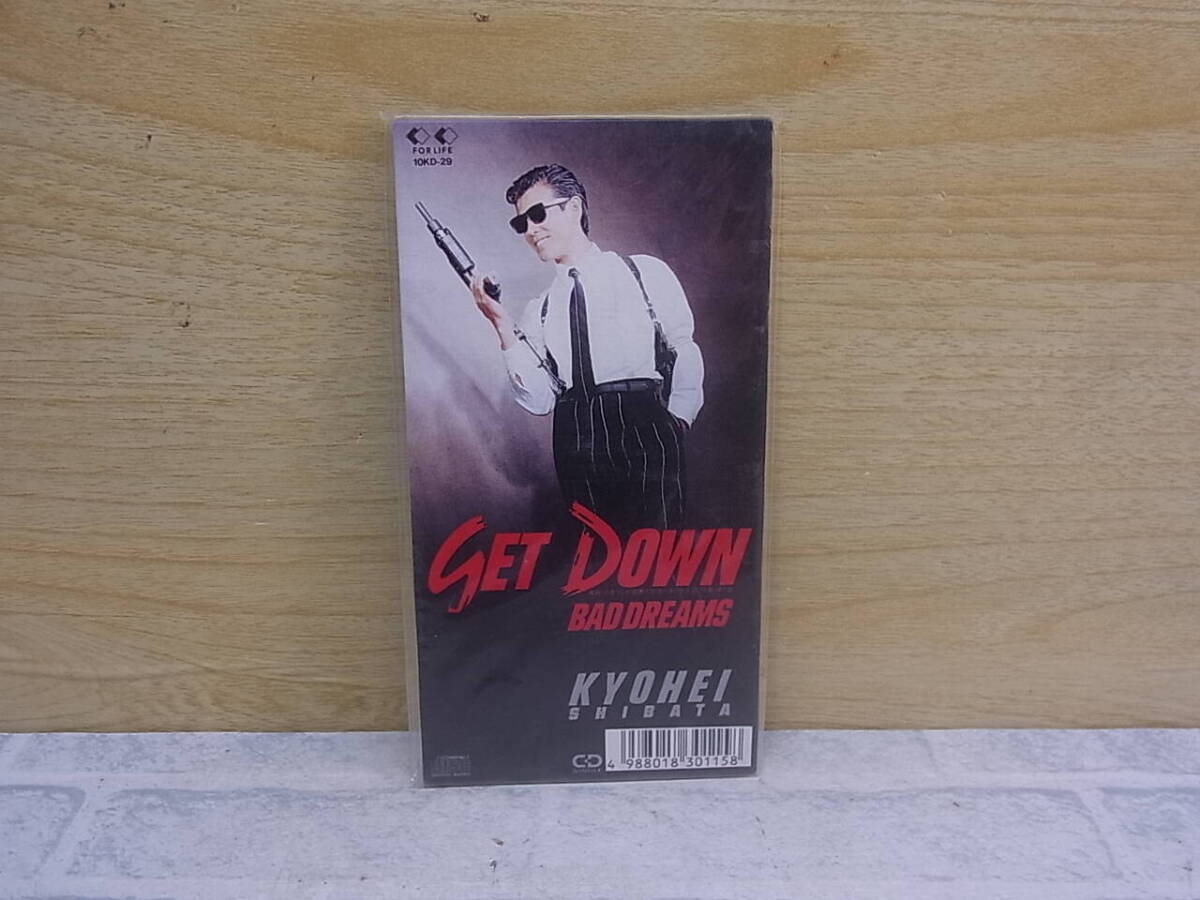 FOR LIFE
10KD-29
GET DOWN
BAD DREAMS
KYOHEI
SHIBATA
4 988018 301158